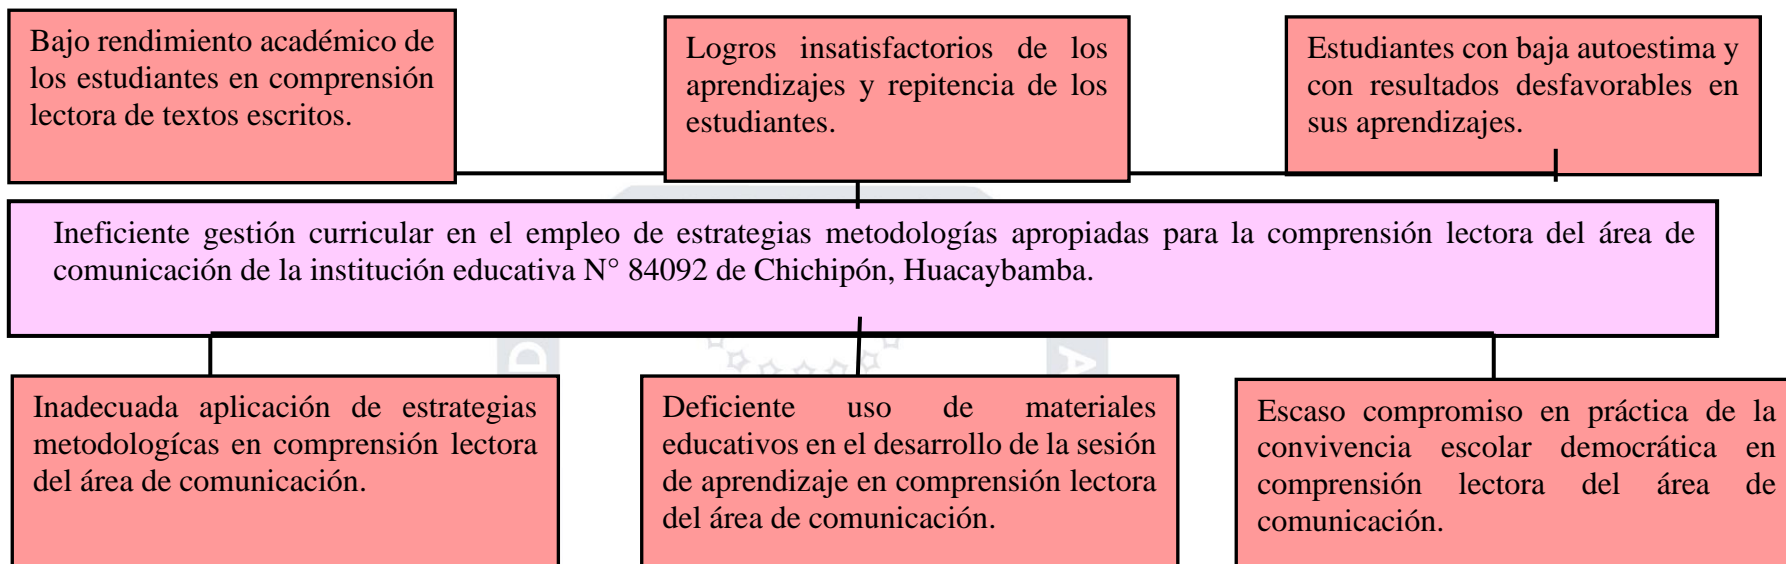 Bajo rendimiento académico de
los estudiantes en comprensión
lectora de textos escritos.
Logros insatisfactorios de los
aprendizajes y repitencia de los
estudiantes.
Estudiantes con baja autoestima y
con resultados desfavorables en
sus aprendizajes.
Ineficiente gestión curricular en el empleo de estrategias metodologías apropiadas para la comprensión lectora del área de
comunicación de la institución educativa N° 84092 de Chichipón, Huacaybamba.
Inadecuada aplicación de estrategias
metodologícas en comprensión lectora
del área de comunicación.
Deficiente uso de materiales
educativos en el desarrollo de la sesión
de aprendizaje en comprensión lectora
del área de comunicación.
Escaso compromiso en práctica de la
convivencia escolar democrática en
comprensión lectora del área de
comunicación.